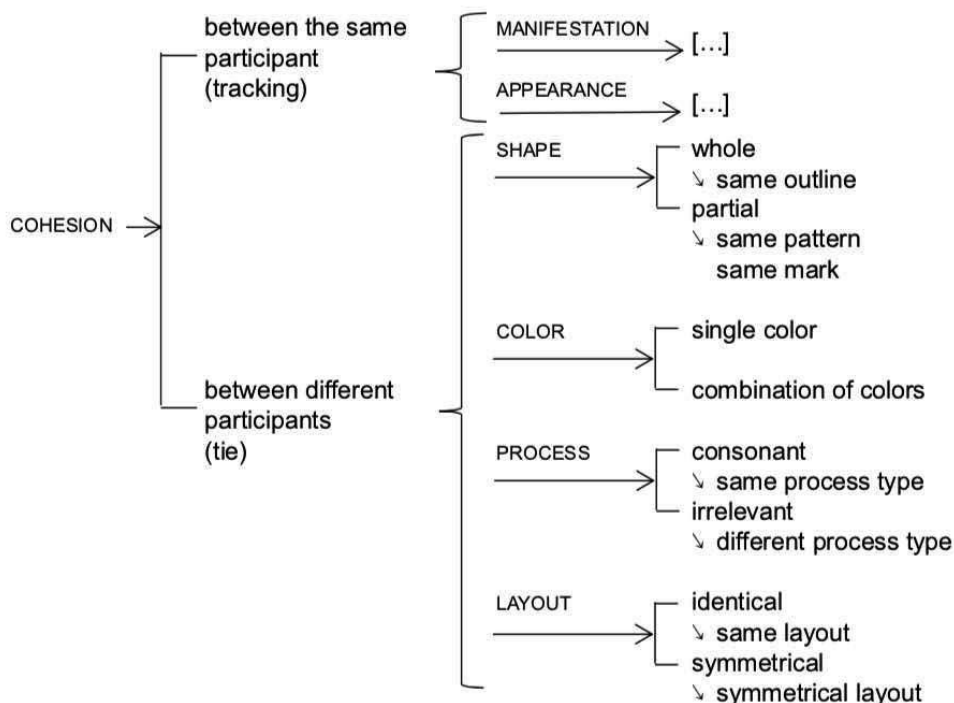 between the same
participant
(tracking)
MANIFESTATION
[...]
APPEARANCE
[...]
SHAPE
whole
↘ same outline
partial
↘ same pattern
same mark
COHESION
COLOR
single color
combination of colors
between different
participants
(tie)
PROCESS
consonant
↘ same process type
irrelevant
↘ different process type
LAYOUT
identical
↘ same layout
symmetrical
↘ symmetrical layout